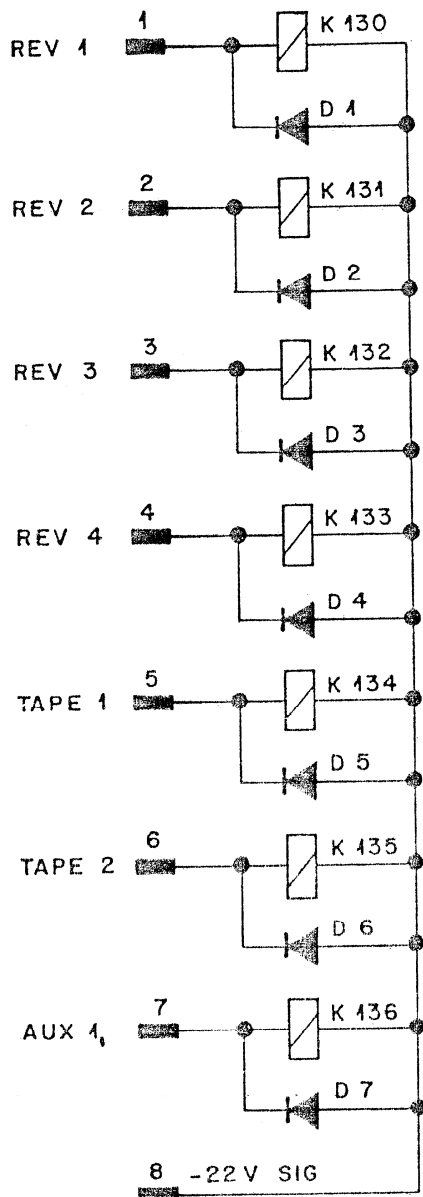 1 K 130
REV 1
D 1
2 K 131
REV 2
D 2
3 K 132
REV 3
D 3
4 K 133
REV 4
D 4
5 K 134
TAPE 1
D 5
6 K 135
TAPE 2
D 6
7 K 136
AUX 1
D 7
8 -22V SIG